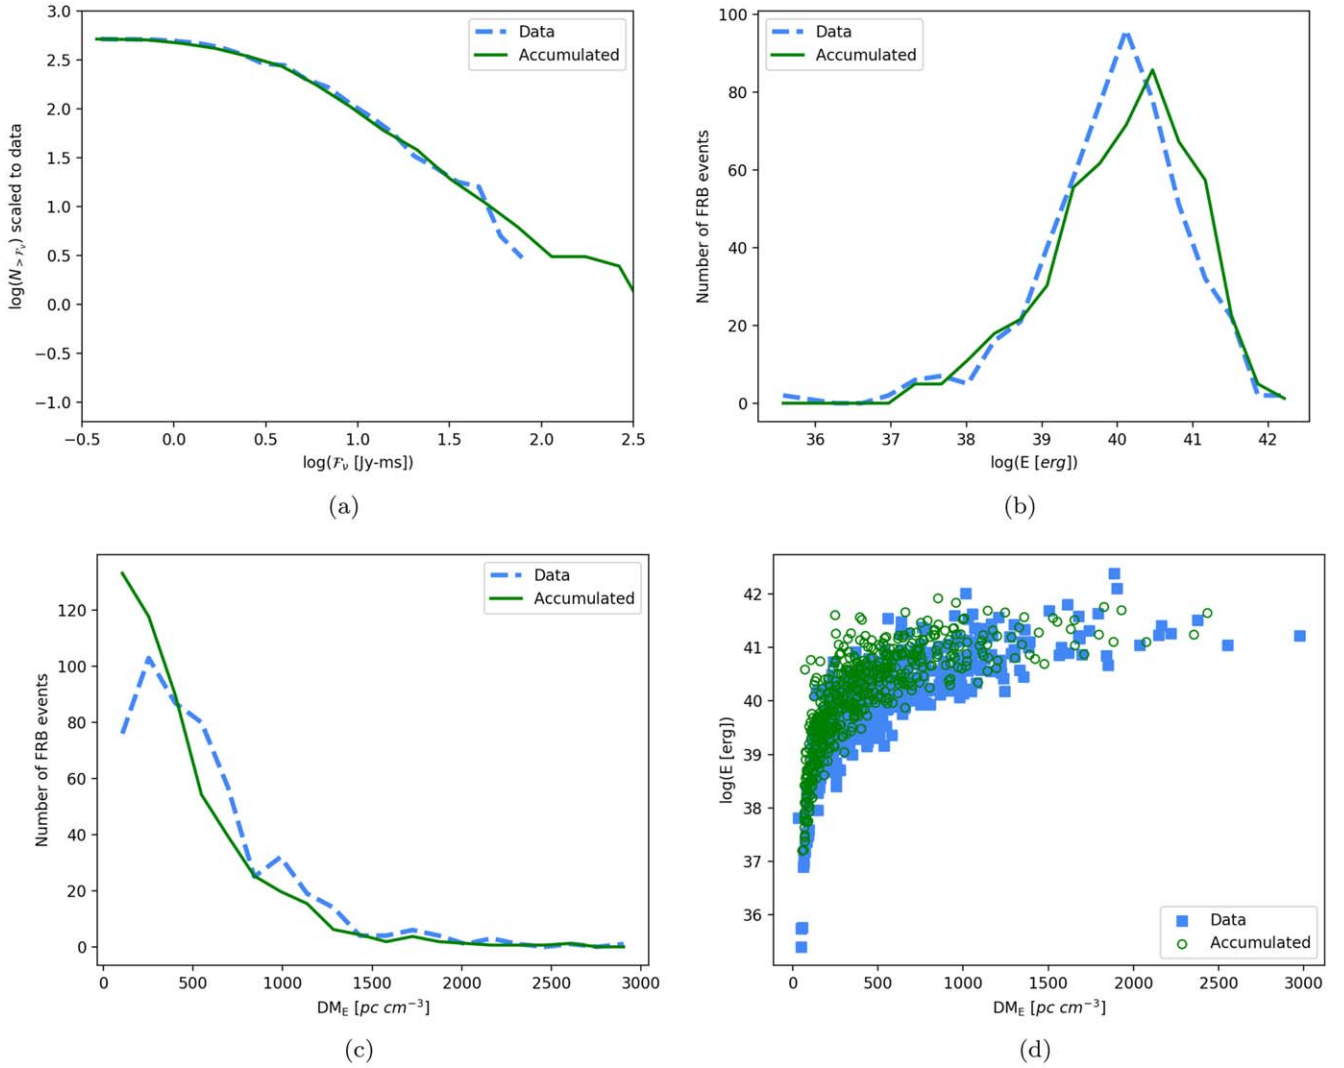 3.0
2.5
2.0
1.5
1.0
0.5
0.0
−0.5
−1.0
log(N_{>ℱ_ν}) scaled to data
Data
Accumulated
−0.5 0.0 0.5 1.0 1.5 2.0 2.5
log(ℱ_ν [Jy-ms])
(a)
100
80
60
40
20
0
Number of FRB events
Data
Accumulated
36 37 38 39 40 41 42
log(E [erg])
(b)
120
100
80
60
40
20
0
Number of FRB events
Data
Accumulated
0 500 1000 1500 2000 2500 3000
DM_E [pc cm⁻³]
(c)
42
41
40
39
38
37
36
log(E [erg])
Data
Accumulated
0 500 1000 1500 2000 2500 3000
DM_E [pc cm⁻³]
(d)